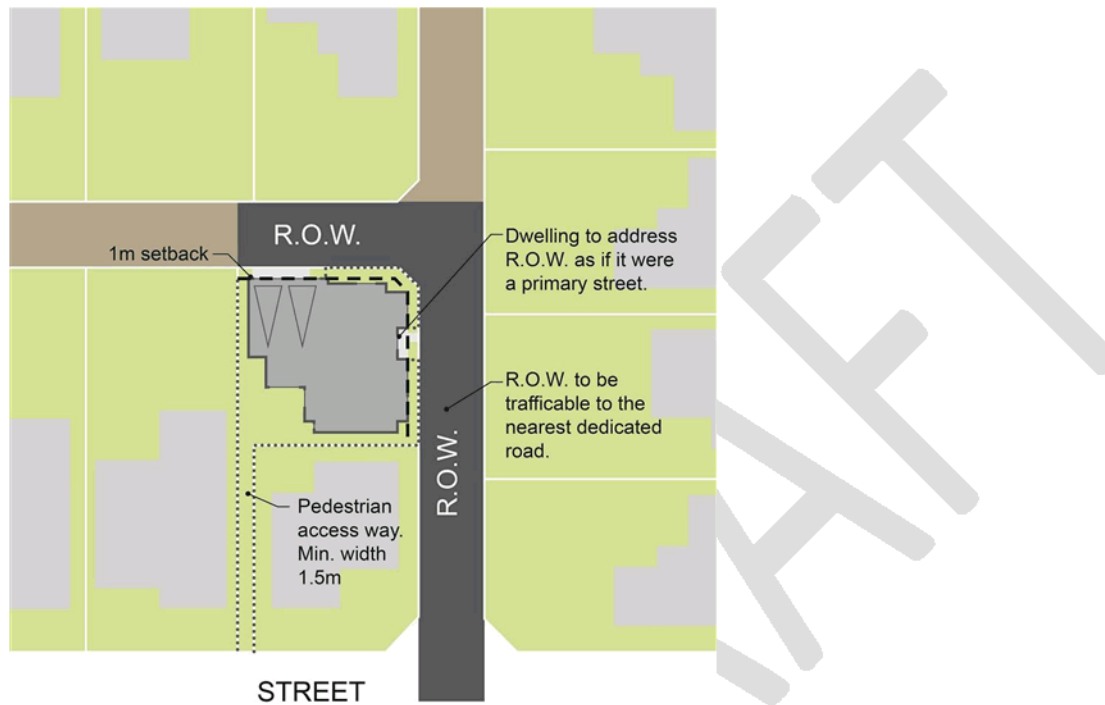 R.O.W.
1m setback
Dwelling to address
R.O.W. as if it were
a primary street.
R.O.W. to be
trafficable to the
nearest dedicated
road.
R.O.W.
Pedestrian
access way.
Min. width
1.5m
STREET
AFT